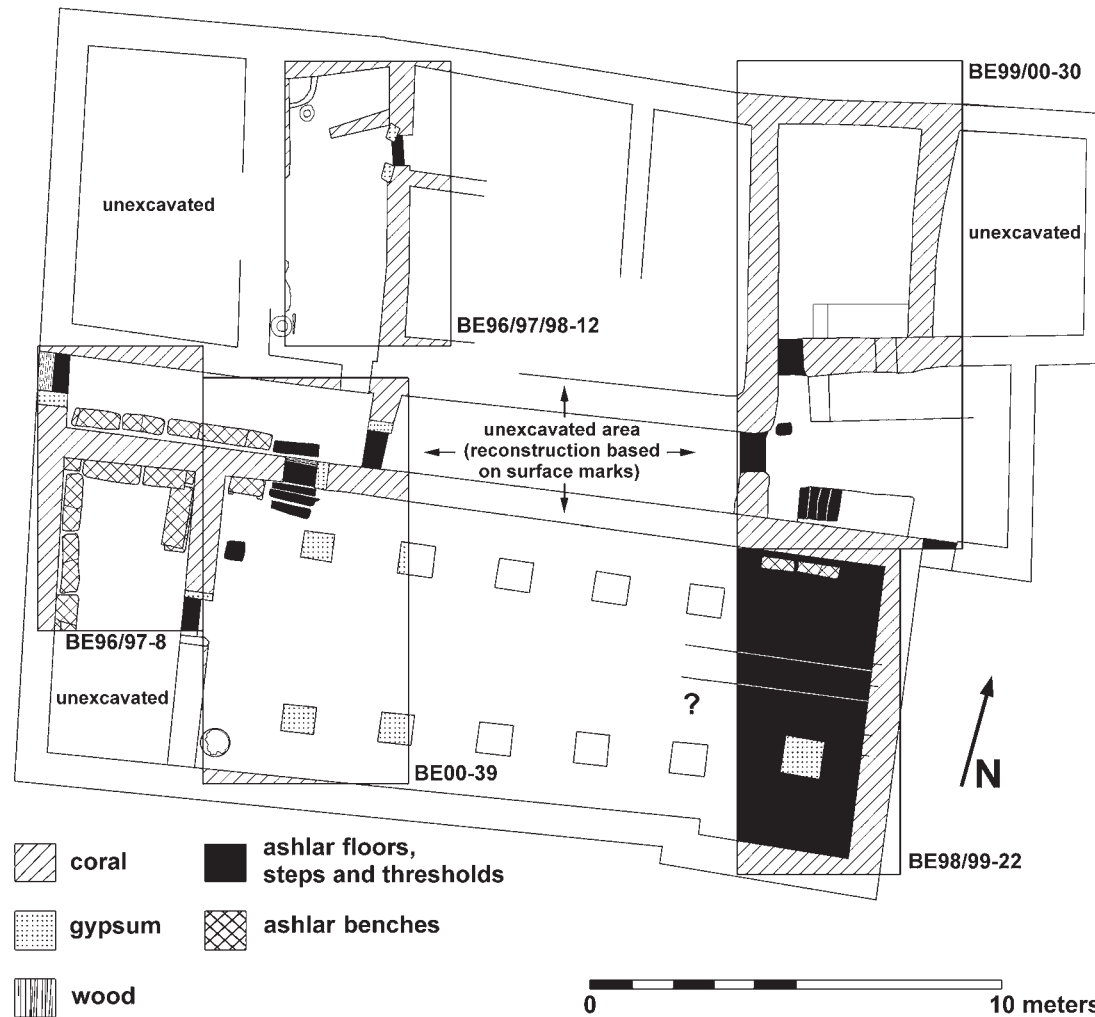 BE99/00-30
unexcavated
unexcavated
BE96/97/98-12
unexcavated area
(reconstruction based
on surface marks)
BE96/97-8
unexcavated
?
N
BE00-39
BE98/99-22
coral
ashlar floors,
steps and thresholds
gypsum
ashlar benches
wood
0
10 meters